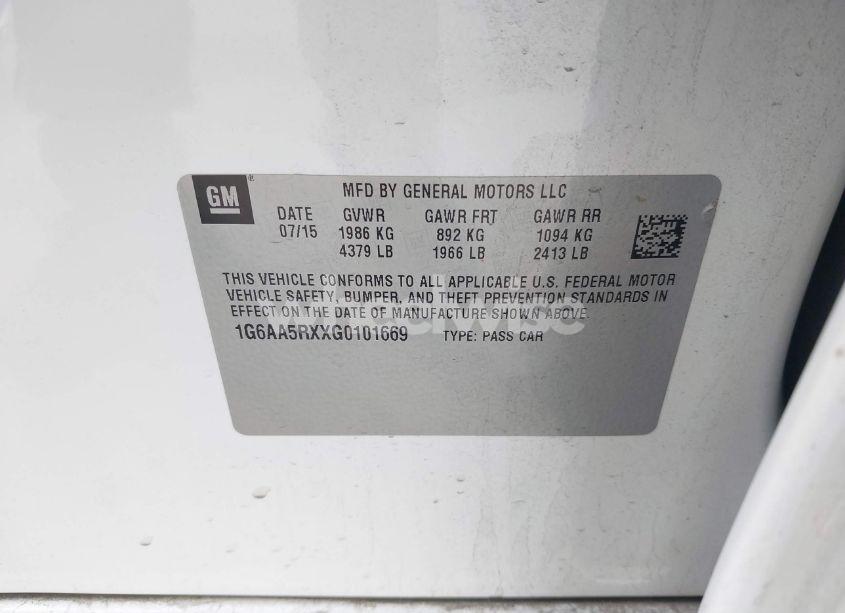 GM®
MFD BY GENERAL MOTORS LLC
DATE GVWR GAWR FRT GAWR RR
07/15 1986 KG 892 KG 1094 KG
4379 LB 1966 LB 2413 LB
THIS VEHICLE CONFORMS TO ALL APPLICABLE U.S. FEDERAL MOTOR
VEHICLE SAFETY, BUMPER, AND THEFT PREVENTION STANDARDS IN
EFFECT ON THE DATE OF MANUFACTURE SHOWN ABOVE.
1G6AA5RXXG0101669 TYPE: PASS CAR